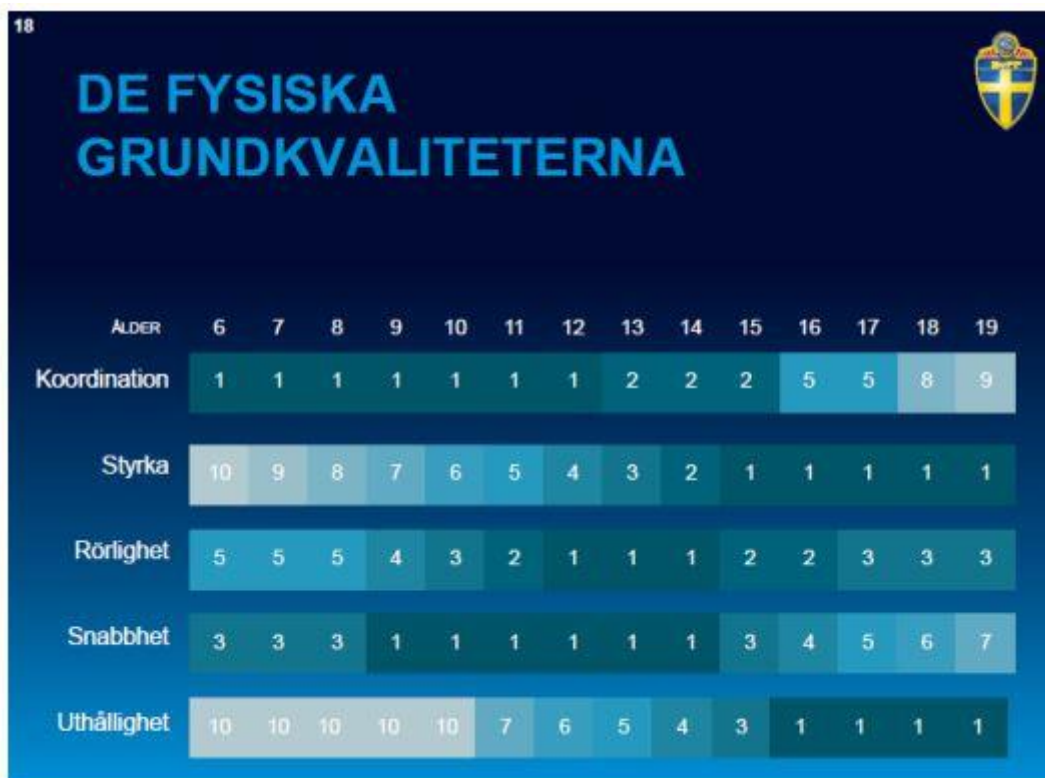 18
DE FYSISKA
GRUNDKVALITETERNA
ÅLDER 6 7 8 9 10 11 12 13 14 15 16 17 18 19
Koordination 1 1 1 1 1 1 1 2 2 2 5 5 8 9
Styrka 10 9 8 7 6 5 4 3 2 1 1 1 1 1
Rörlighet 5 5 5 4 3 2 1 1 1 2 2 3 3 3
Snabbhet 3 3 3 1 1 1 1 1 1 3 4 5 6 7
Uthållighet 10 10 10 10 10 7 6 5 4 3 1 1 1 1